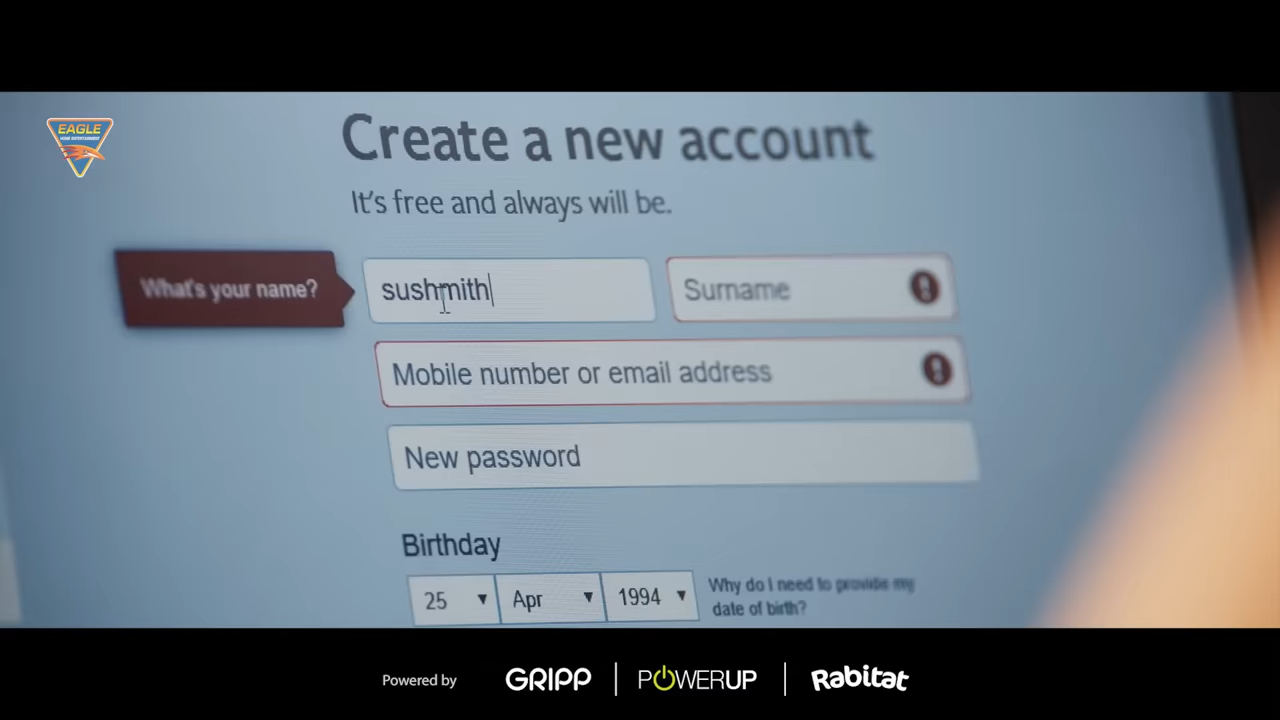 EAGLE
HOME ENTERTAINMENT
Create a new account
It's free and always will be.
What's your name?
sushmith
Surname
Mobile number or email address
New password
Birthday
25 Apr 1994
Why do I need to provide my
date of birth?
Powered by GRIPP POWERUP Rabitat